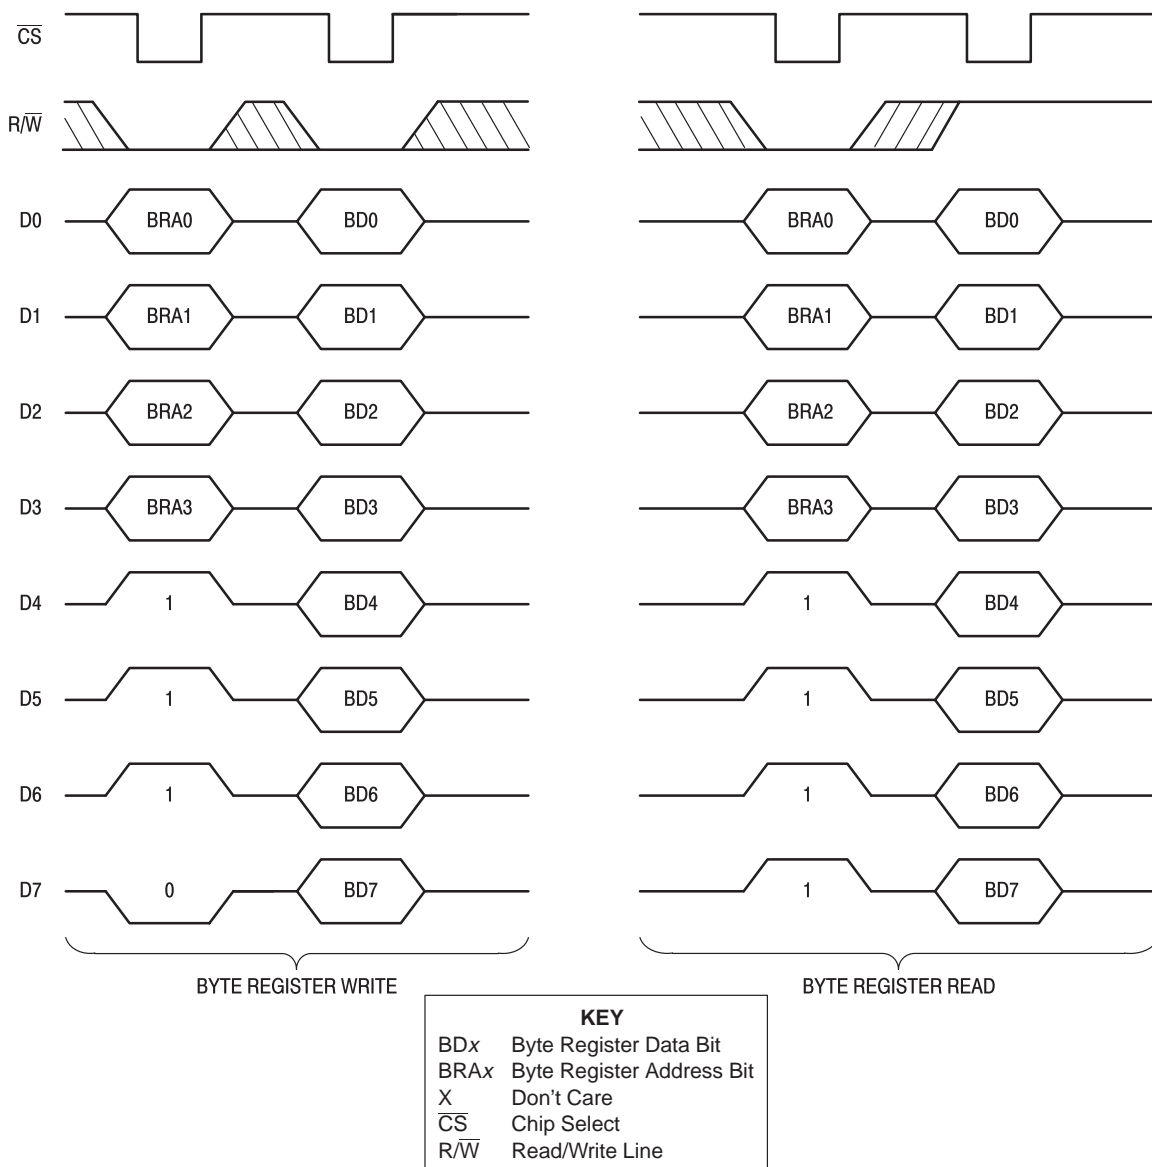 CS
R/W
D0 BRA0 BD0 BRA0 BD0
D1 BRA1 BD1 BRA1 BD1
D2 BRA2 BD2 BRA2 BD2
D3 BRA3 BD3 BRA3 BD3
D4 1 BD4 1 BD4
D5 1 BD5 1 BD5
D6 1 BD6 1 BD6
D7 0 BD7 1 BD7
BYTE REGISTER WRITE BYTE REGISTER READ
KEY
BDx Byte Register Data Bit
BRAx Byte Register Address Bit
X Don't Care
CS Chip Select
R/W Read/Write Line